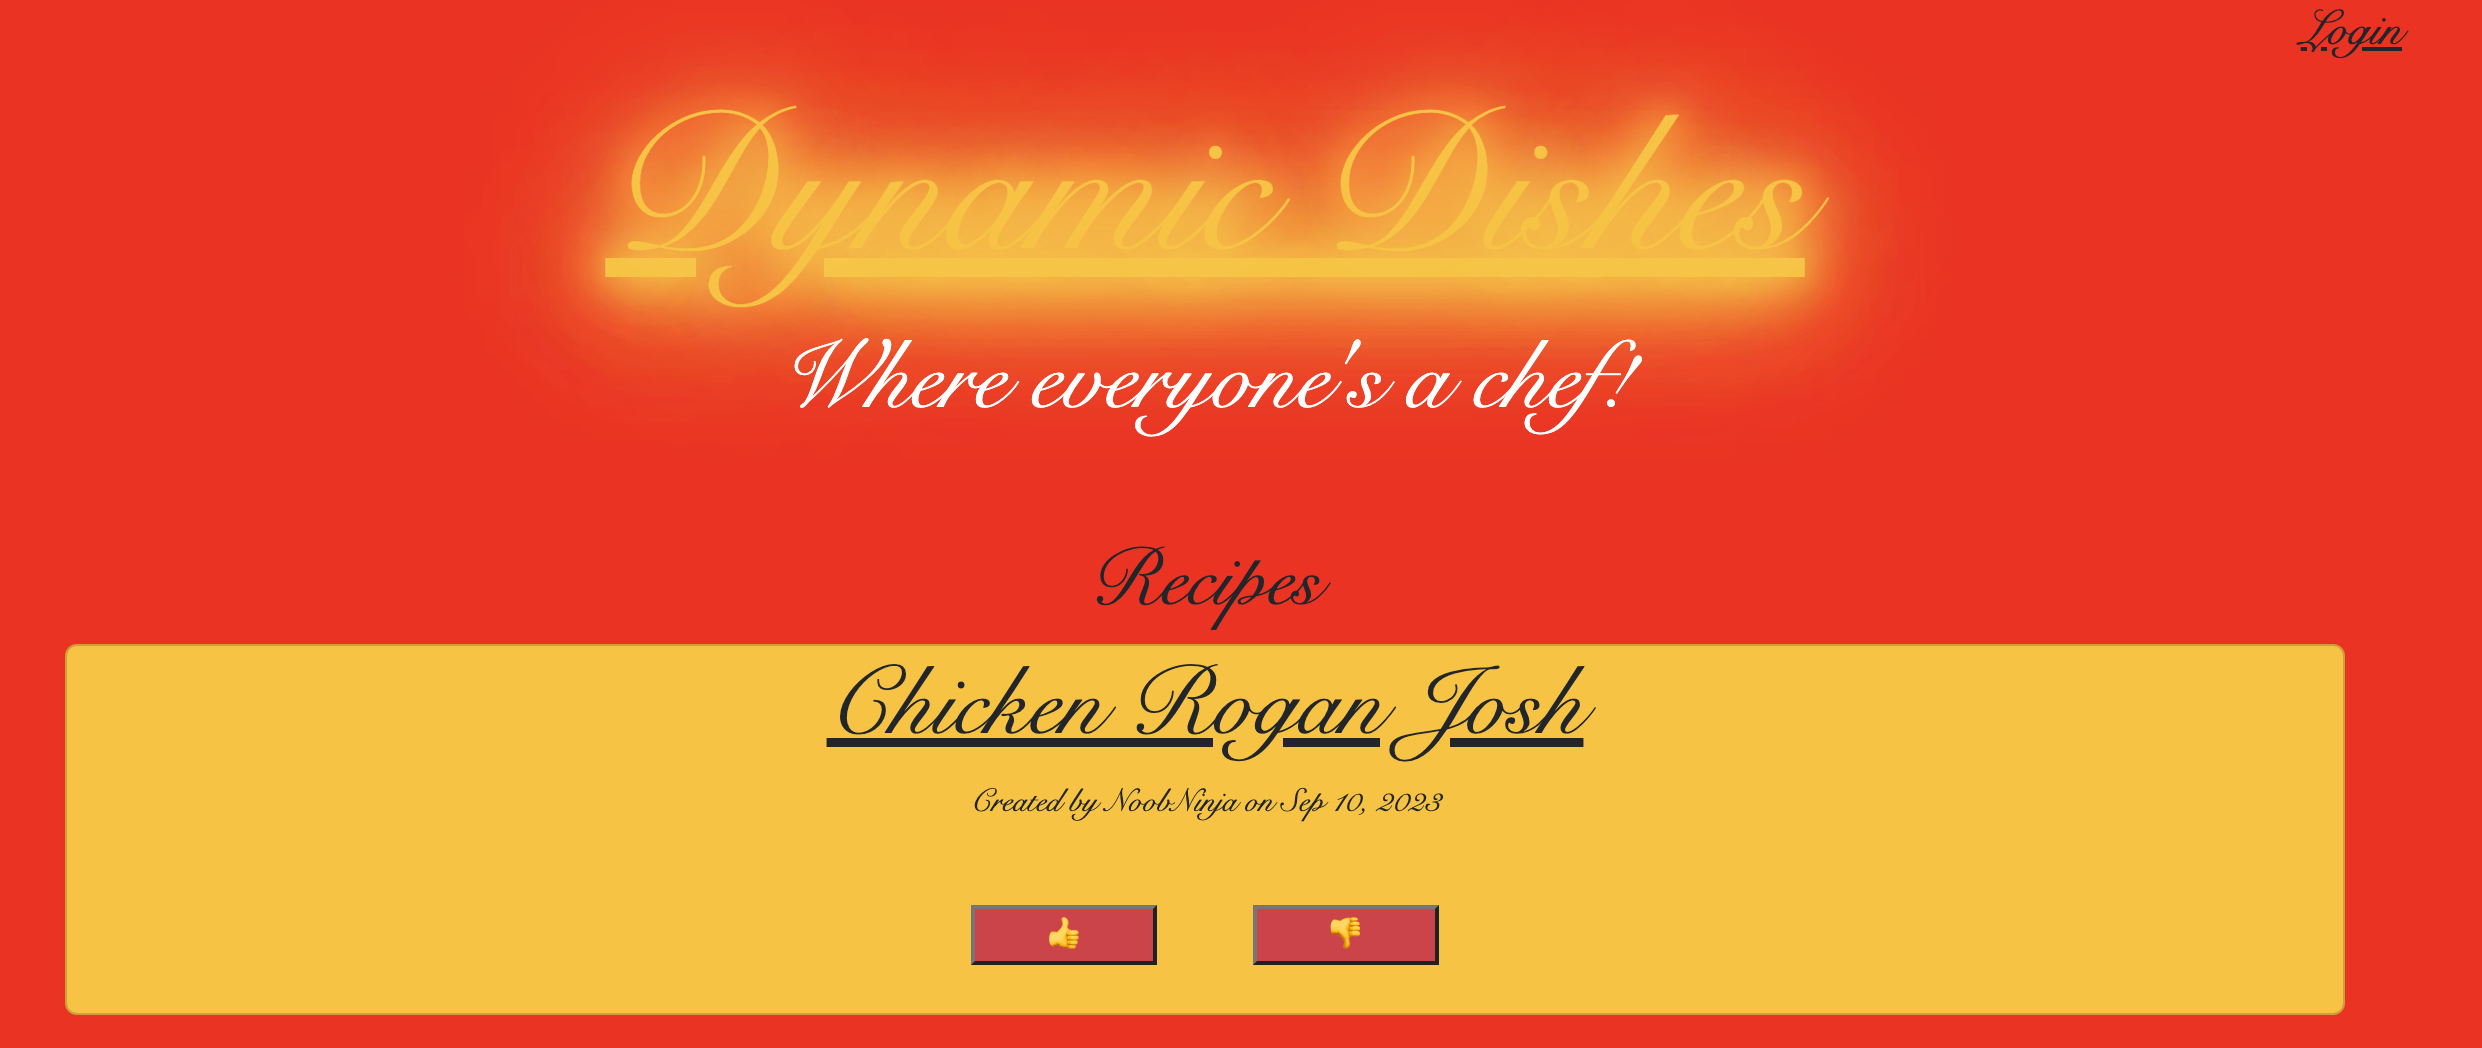 Login
Dynamic Dishes
Where everyone's a chef!
Recipes
Chicken Rogan Josh
Created by NoobNinja on Sep 10, 2023